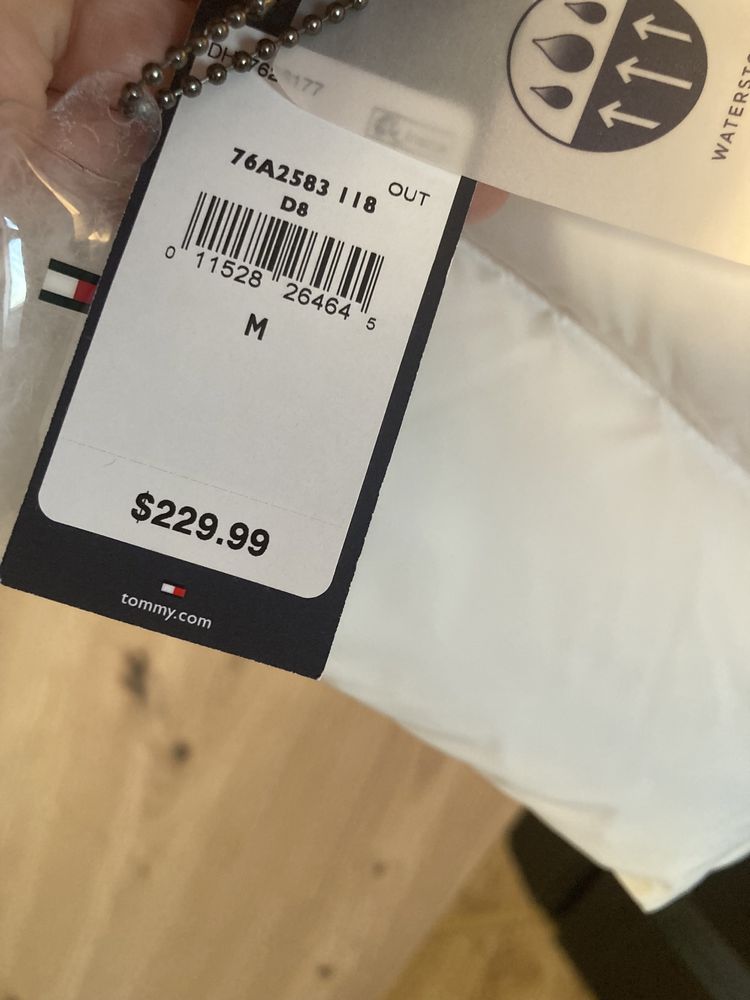 WATERSTO
76A2583 118
OUT
D8
0 11528 26464 5
M
$229.99
tommy.com